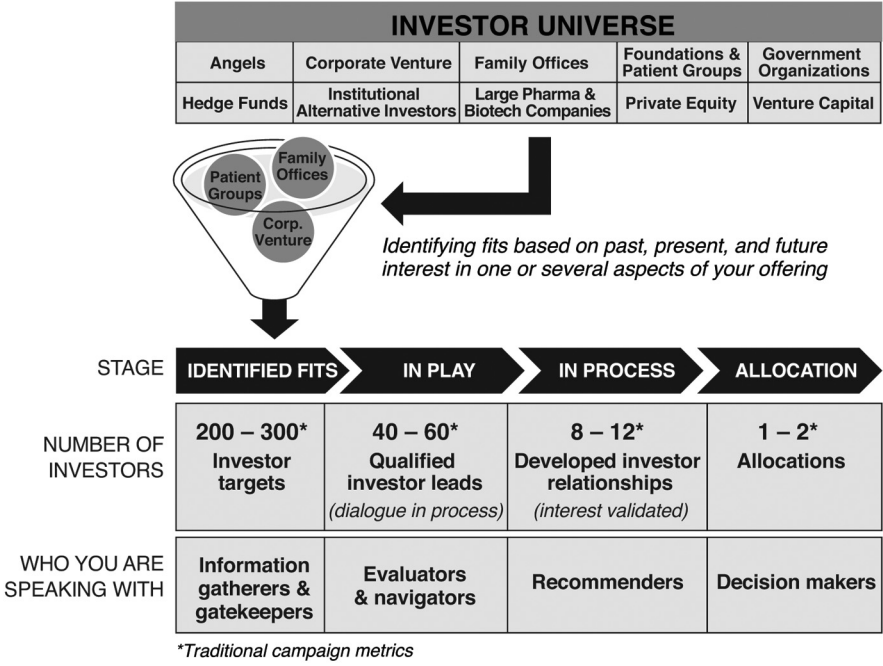 INVESTOR UNIVERSE
Angels
Corporate Venture
Family Offices
Foundations &
Patient Groups
Government
Organizations
Hedge Funds
Institutional
Alternative Investors
Large Pharma &
Biotech Companies
Private Equity
Venture Capital
Patient
Groups
Family
Offices
Corp.
Venture
Identifying fits based on past, present, and future
interest in one or several aspects of your offering
STAGE
IDENTIFIED FITS
IN PLAY
IN PROCESS
ALLOCATION
NUMBER OF
INVESTORS
200 – 300*
Investor
targets
40 – 60*
Qualified
investor leads
(dialogue in process)
8 – 12*
Developed investor
relationships
(interest validated)
1 – 2*
Allocations
WHO YOU ARE
SPEAKING WITH
Information
gatherers &
gatekeepers
Evaluators
& navigators
Recommenders
Decision makers
*Traditional campaign metrics